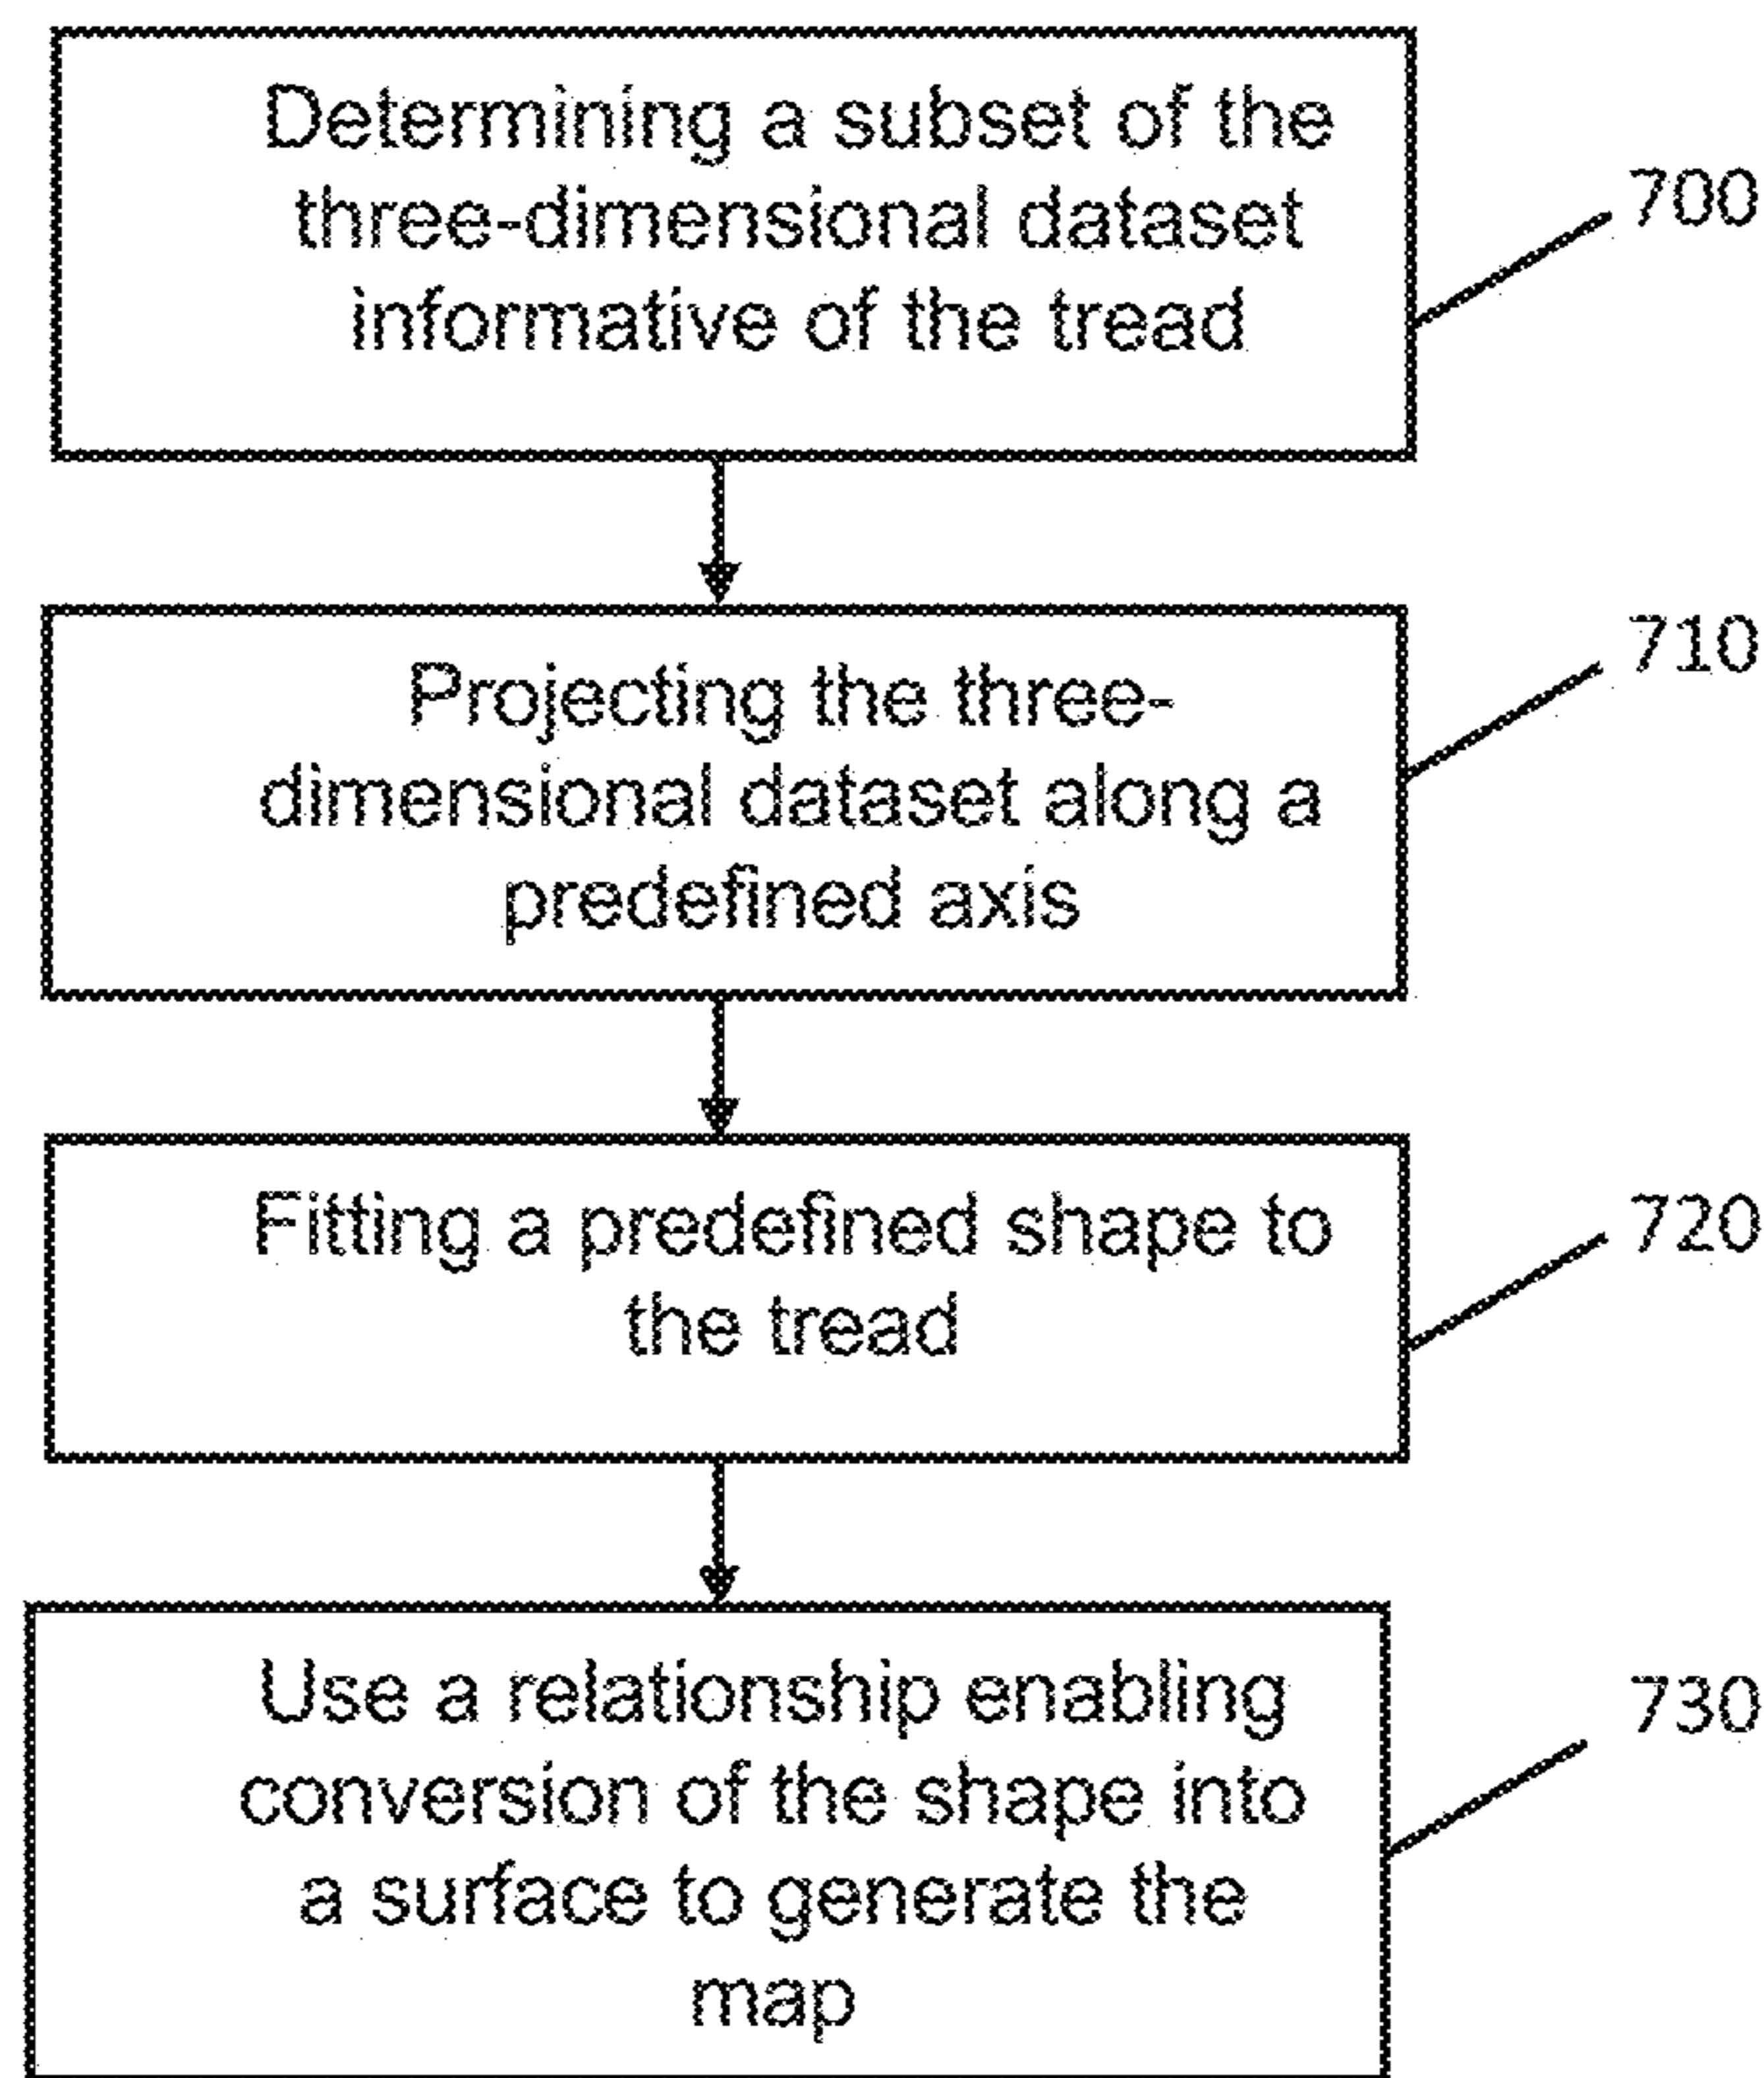 Determining a subset of the
three-dimensional dataset
informative of the tread
700
Projecting the three-
dimensional dataset along a
predefined axis
710
Fitting a predefined shape to
the tread
720
Use a relationship enabling
conversion of the shape into
a surface to generate the
map
730